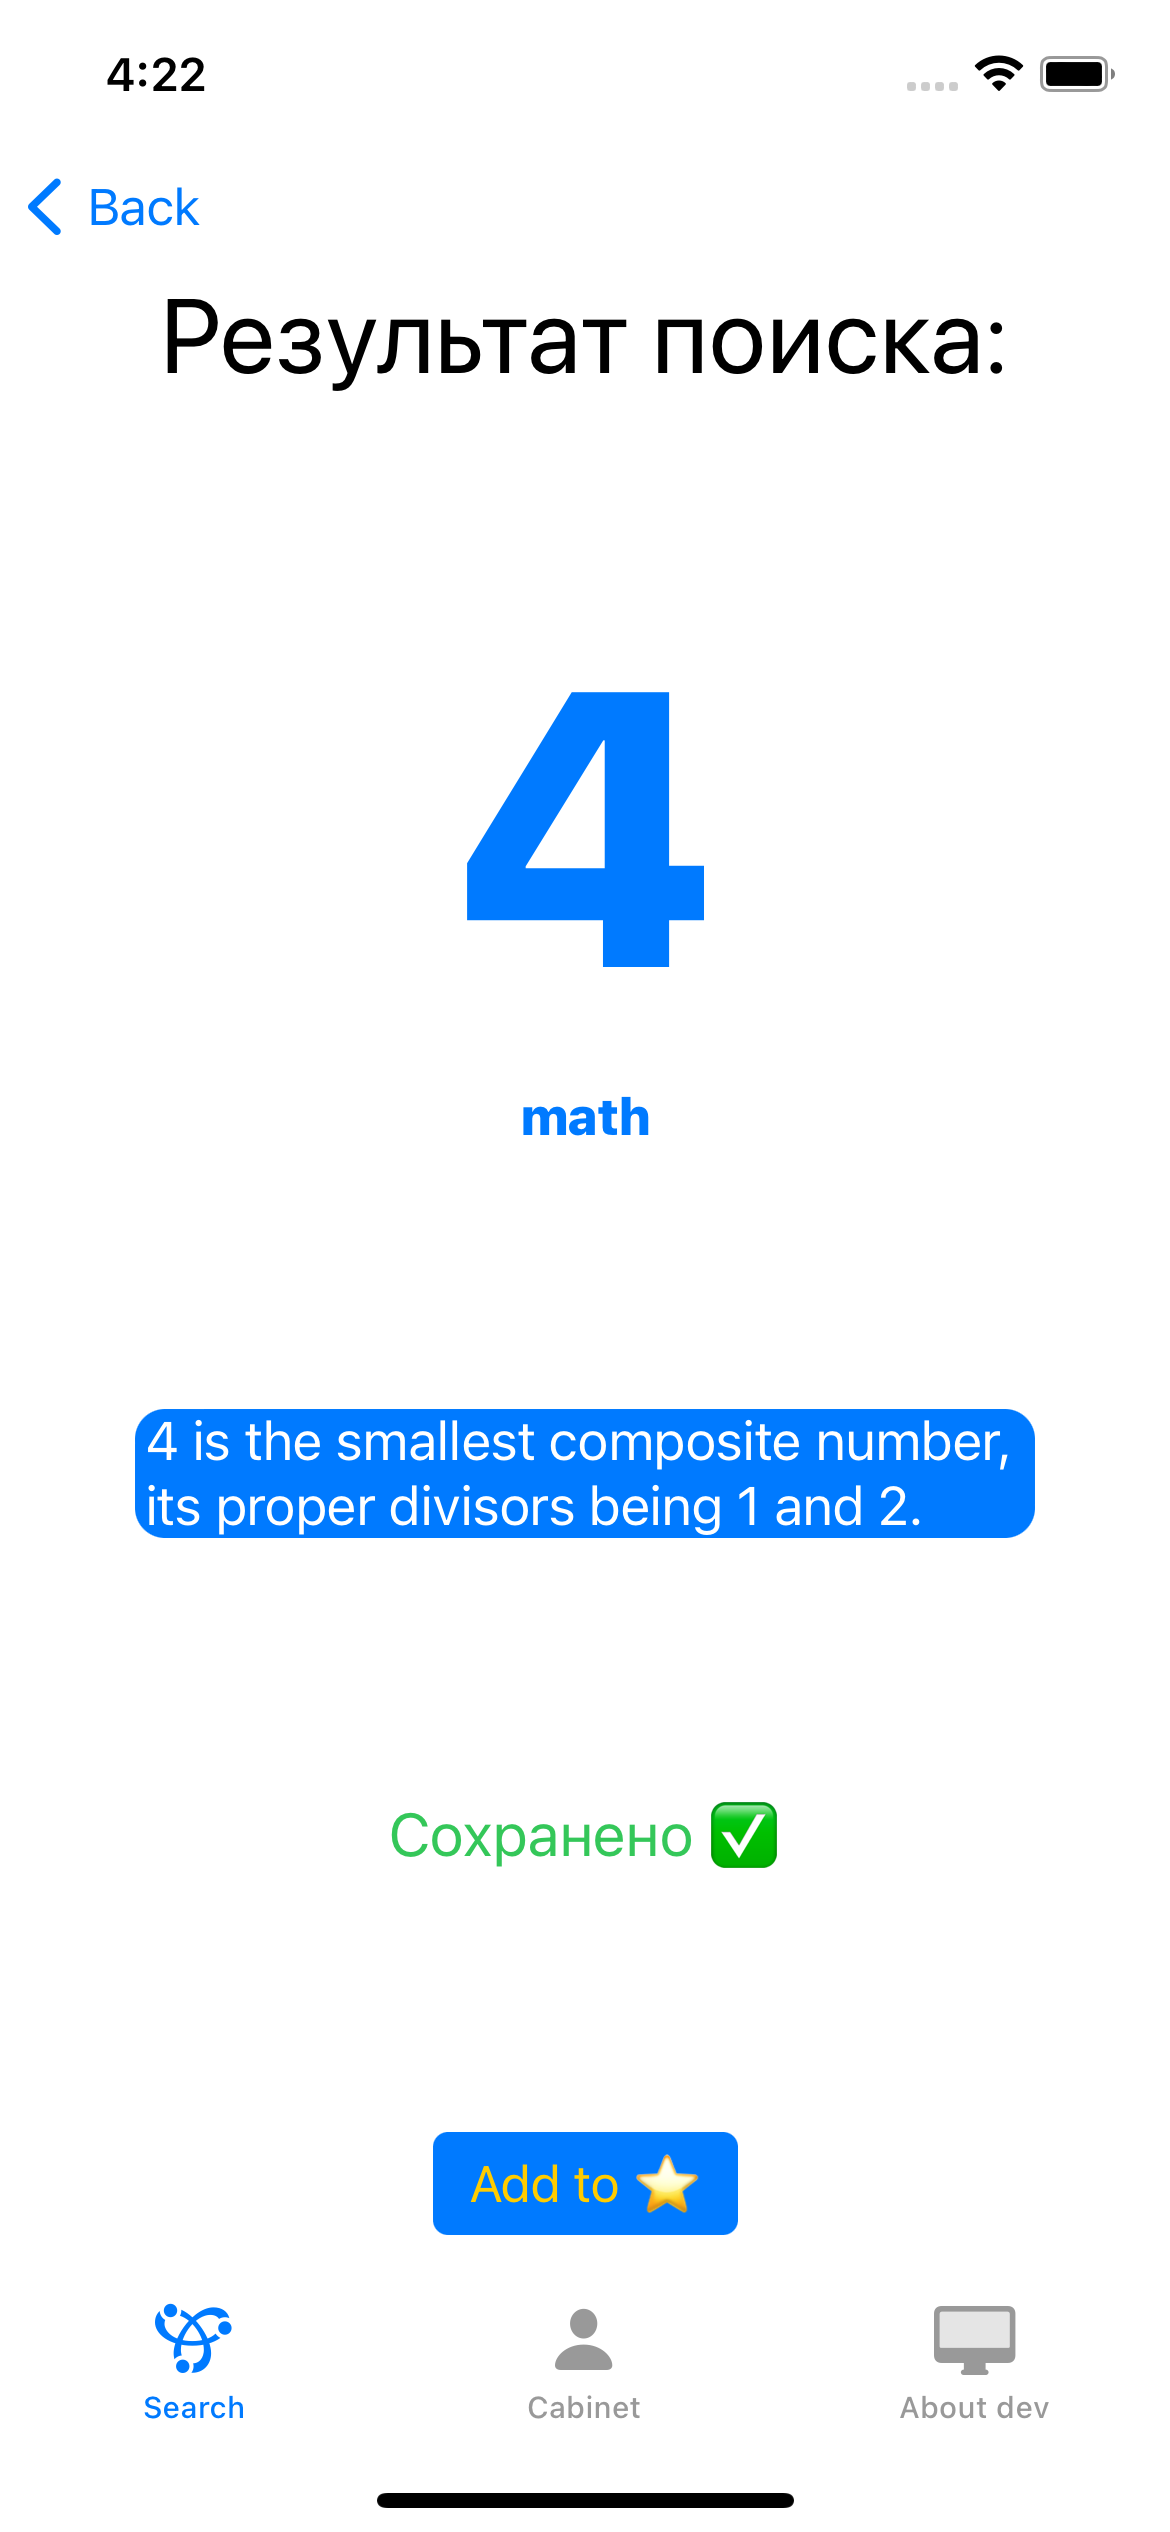 4:22
Back
Результат поиска:
4
math
4 is the smallest composite number,
its proper divisors being 1 and 2.
Сохранено ✅
Add to ⭐
Search
Cabinet
About dev